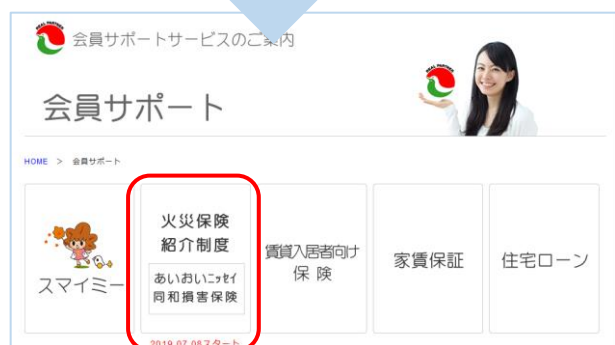 REAL PARTNER
会員サポートサービスのご案内
REAL PARTNER
会員サポート
HOME > 会員サポート
スマイミー
火災保険
紹介制度
あいおいニッセイ
同和損害保険
2019.07.08スタート
賃貸入居者向け
保 険
家賃保証
住宅ローン